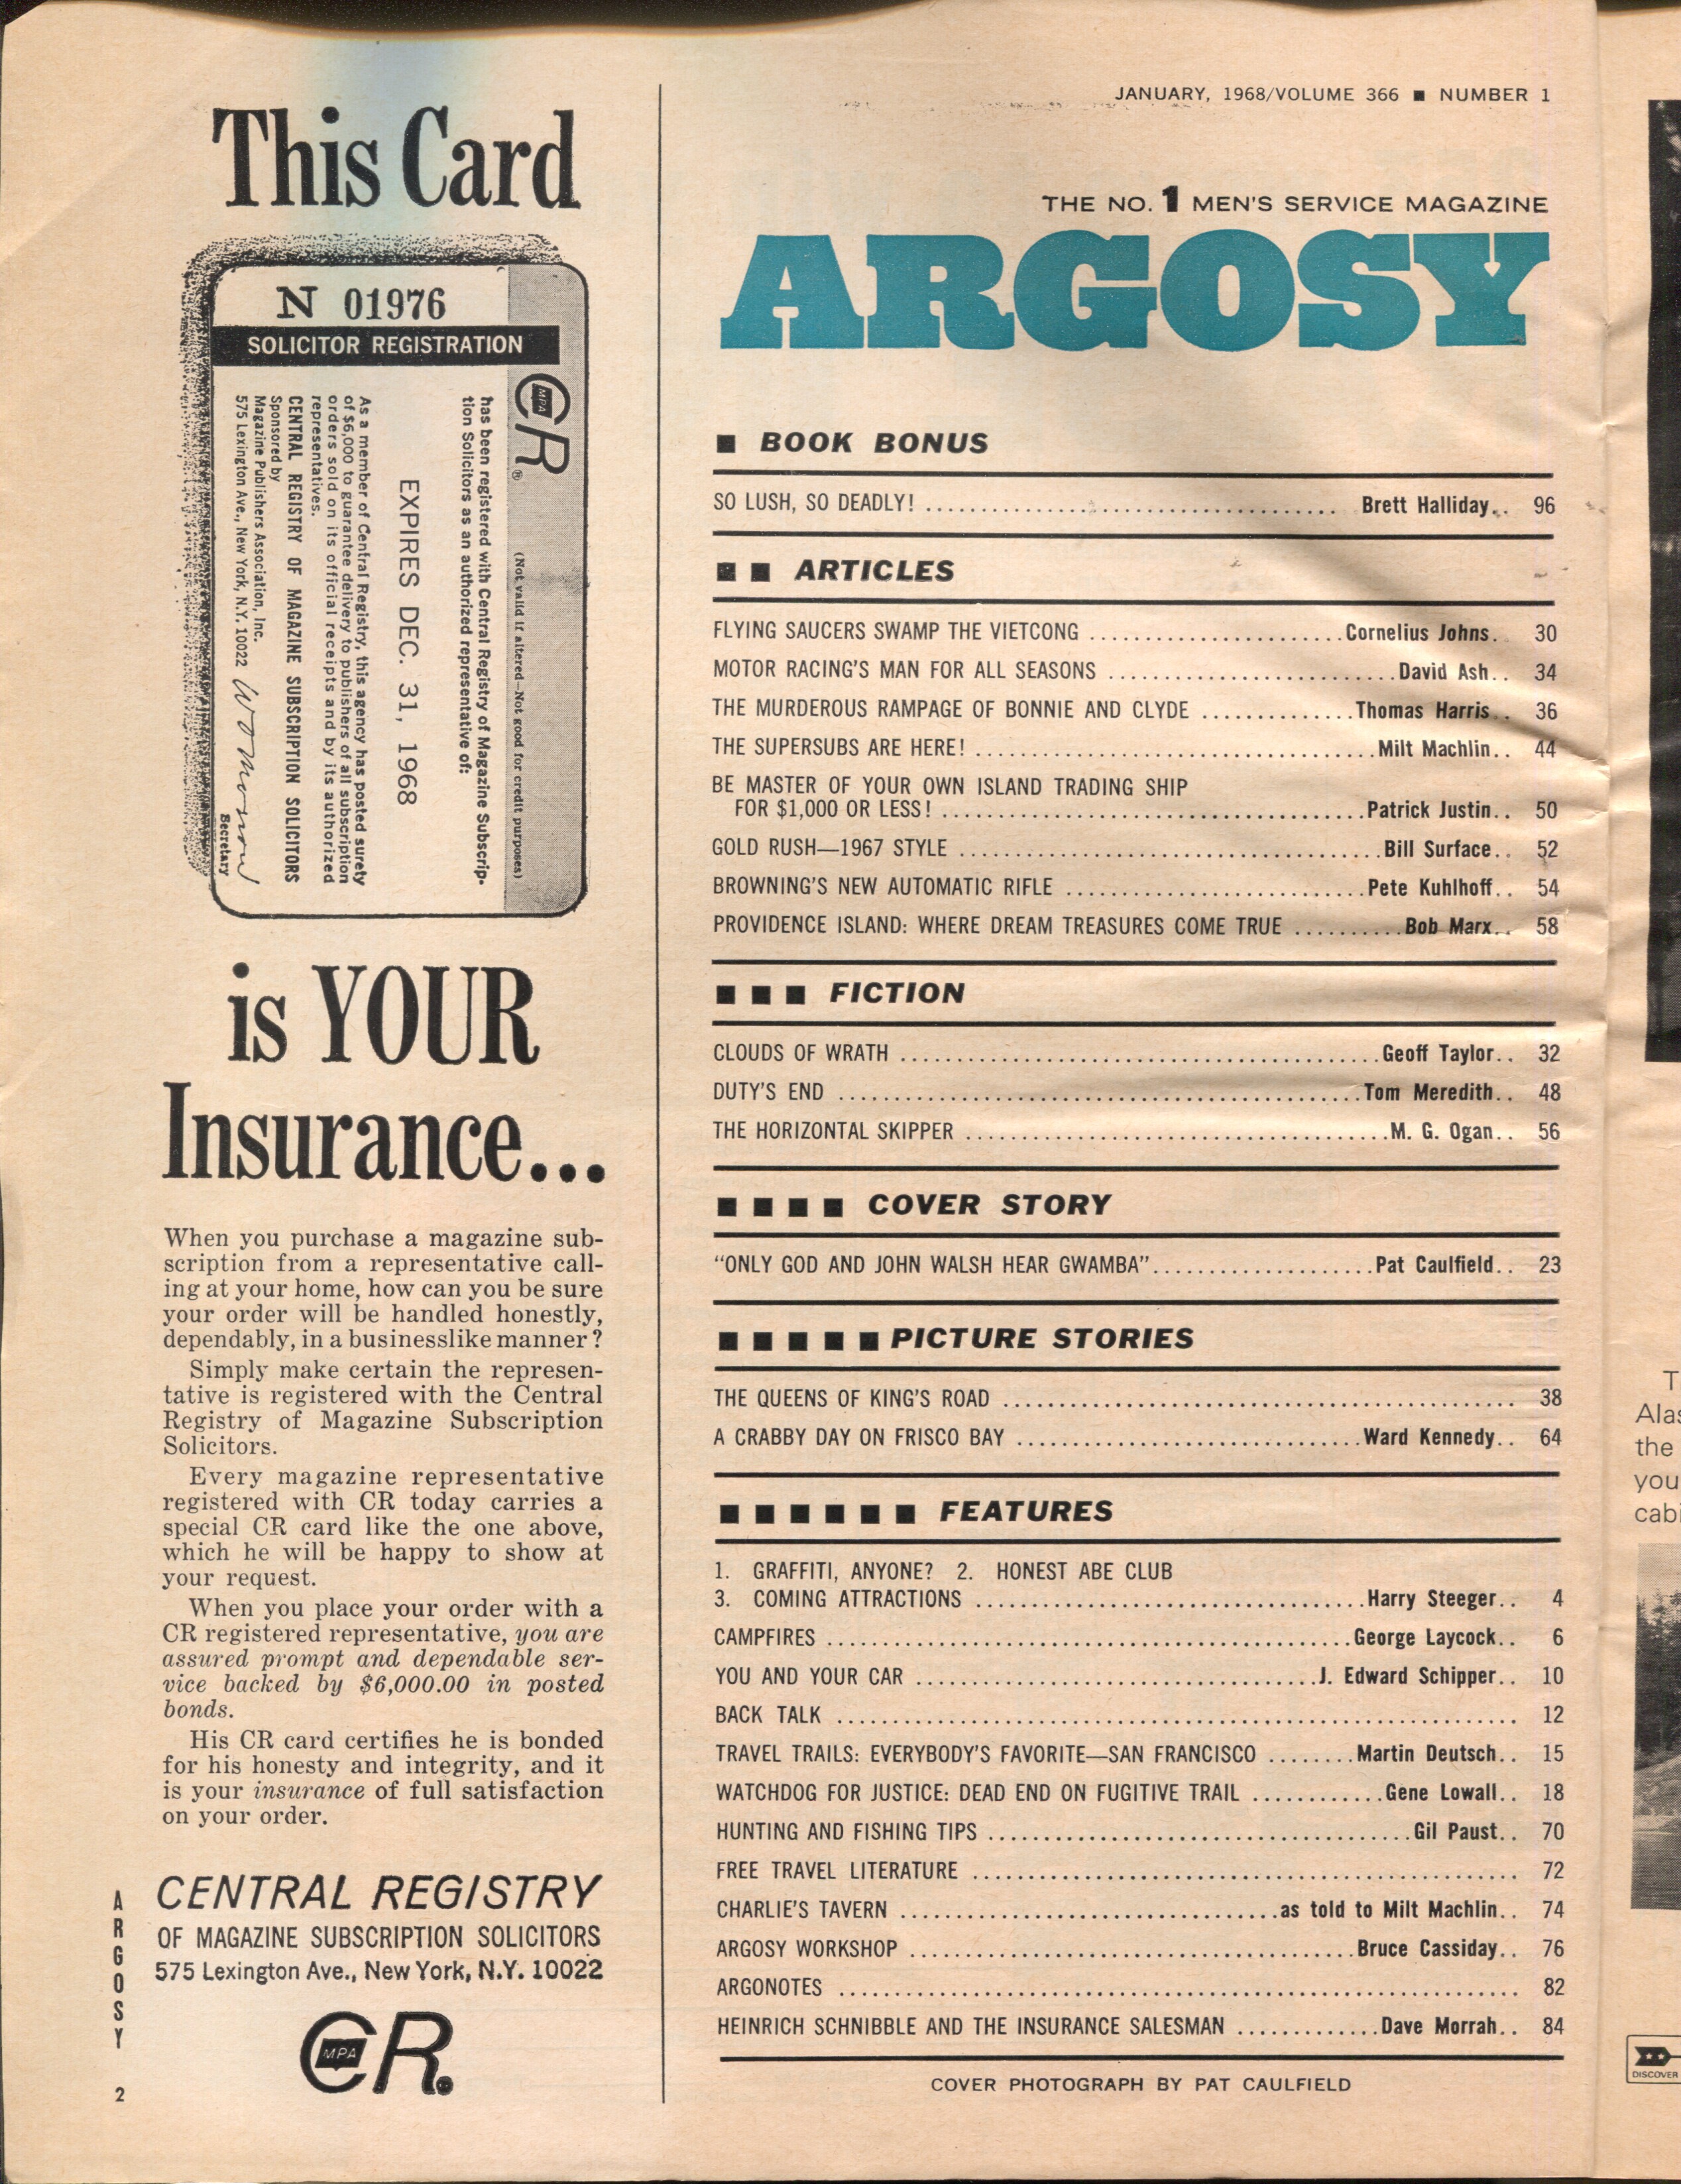 This Card
N 01976
SOLICITOR REGISTRATION
CR
MPA
®
(Not valid if altered—Not good for credit purposes)
has been registered with Central Registry of Magazine Subscrip-
tion Solicitors as an authorized representative of:
EXPIRES DEC. 31, 1968
As a member of Central Registry, this agency has posted surety
of $6,000 to guarantee delivery to publishers of all subscription
orders sold on its official receipts and by its authorized
representatives.
CENTRAL REGISTRY OF MAGAZINE SUBSCRIPTION SOLICITORS
Sponsored by
Magazine Publishers Association, Inc.
575 Lexington Ave., New York, N.Y. 10022
Secretary
is YOUR
Insurance...
When you purchase a magazine sub-
scription from a representative call-
ing at your home, how can you be sure
your order will be handled honestly,
dependably, in a businesslike manner?
Simply make certain the represen-
tative is registered with the Central
Registry of Magazine Subscription
Solicitors.
Every magazine representative
registered with CR today carries a
special CR card like the one above,
which he will be happy to show at
your request.
When you place your order with a
CR registered representative, you are
assured prompt and dependable ser-
vice backed by $6,000.00 in posted
bonds.
His CR card certifies he is bonded
for his honesty and integrity, and it
is your insurance of full satisfaction
on your order.
CENTRAL REGISTRY
OF MAGAZINE SUBSCRIPTION SOLICITORS
575 Lexington Ave., New York, N.Y. 10022
CR®
MPA
ARGOSY
2
JANUARY, 1968/VOLUME 366 ■ NUMBER 1
THE NO. 1 MEN'S SERVICE MAGAZINE
ARGOSY
■ BOOK BONUS
SO LUSH, SO DEADLY! ........ Brett Halliday.. 96
■ ■ ARTICLES
FLYING SAUCERS SWAMP THE VIETCONG ........ Cornelius Johns. 30
MOTOR RACING'S MAN FOR ALL SEASONS ........ David Ash.. 34
THE MURDEROUS RAMPAGE OF BONNIE AND CLYDE ........ Thomas Harris.. 36
THE SUPERSUBS ARE HERE! ........ Milt Machlin.. 44
BE MASTER OF YOUR OWN ISLAND TRADING SHIP
FOR $1,000 OR LESS! ........ Patrick Justin.. 50
GOLD RUSH—1967 STYLE ........ Bill Surface.. 52
BROWNING'S NEW AUTOMATIC RIFLE ........ Pete Kuhlhoff.. 54
PROVIDENCE ISLAND: WHERE DREAM TREASURES COME TRUE ........ Bob Marx.. 58
■ ■ ■ FICTION
CLOUDS OF WRATH ........ Geoff Taylor.. 32
DUTY'S END ........ Tom Meredith.. 48
THE HORIZONTAL SKIPPER ........ M. G. Ogan.. 56
■ ■ ■ ■ COVER STORY
“ONLY GOD AND JOHN WALSH HEAR GWAMBA”........ Pat Caulfield.. 23
■ ■ ■ ■ ■ PICTURE STORIES
THE QUEENS OF KING'S ROAD ........ 38
A CRABBY DAY ON FRISCO BAY ........ Ward Kennedy.. 64
■ ■ ■ ■ ■ ■ FEATURES
1. GRAFFITI, ANYONE? 2. HONEST ABE CLUB
3. COMING ATTRACTIONS ........ Harry Steeger.. 4
CAMPFIRES ........ George Laycock.. 6
YOU AND YOUR CAR ........ J. Edward Schipper.. 10
BACK TALK ........ 12
TRAVEL TRAILS: EVERYBODY'S FAVORITE—SAN FRANCISCO ........ Martin Deutsch.. 15
WATCHDOG FOR JUSTICE: DEAD END ON FUGITIVE TRAIL ........ Gene Lowall.. 18
HUNTING AND FISHING TIPS ........ Gil Paust.. 70
FREE TRAVEL LITERATURE ........ 72
CHARLIE'S TAVERN ........ as told to Milt Machlin.. 74
ARGOSY WORKSHOP ........ Bruce Cassiday.. 76
ARGONOTES ........ 82
HEINRICH SCHNIBBLE AND THE INSURANCE SALESMAN ........ Dave Morrah.. 84
COVER PHOTOGRAPH BY PAT CAULFIELD
the
you
DISCOVER